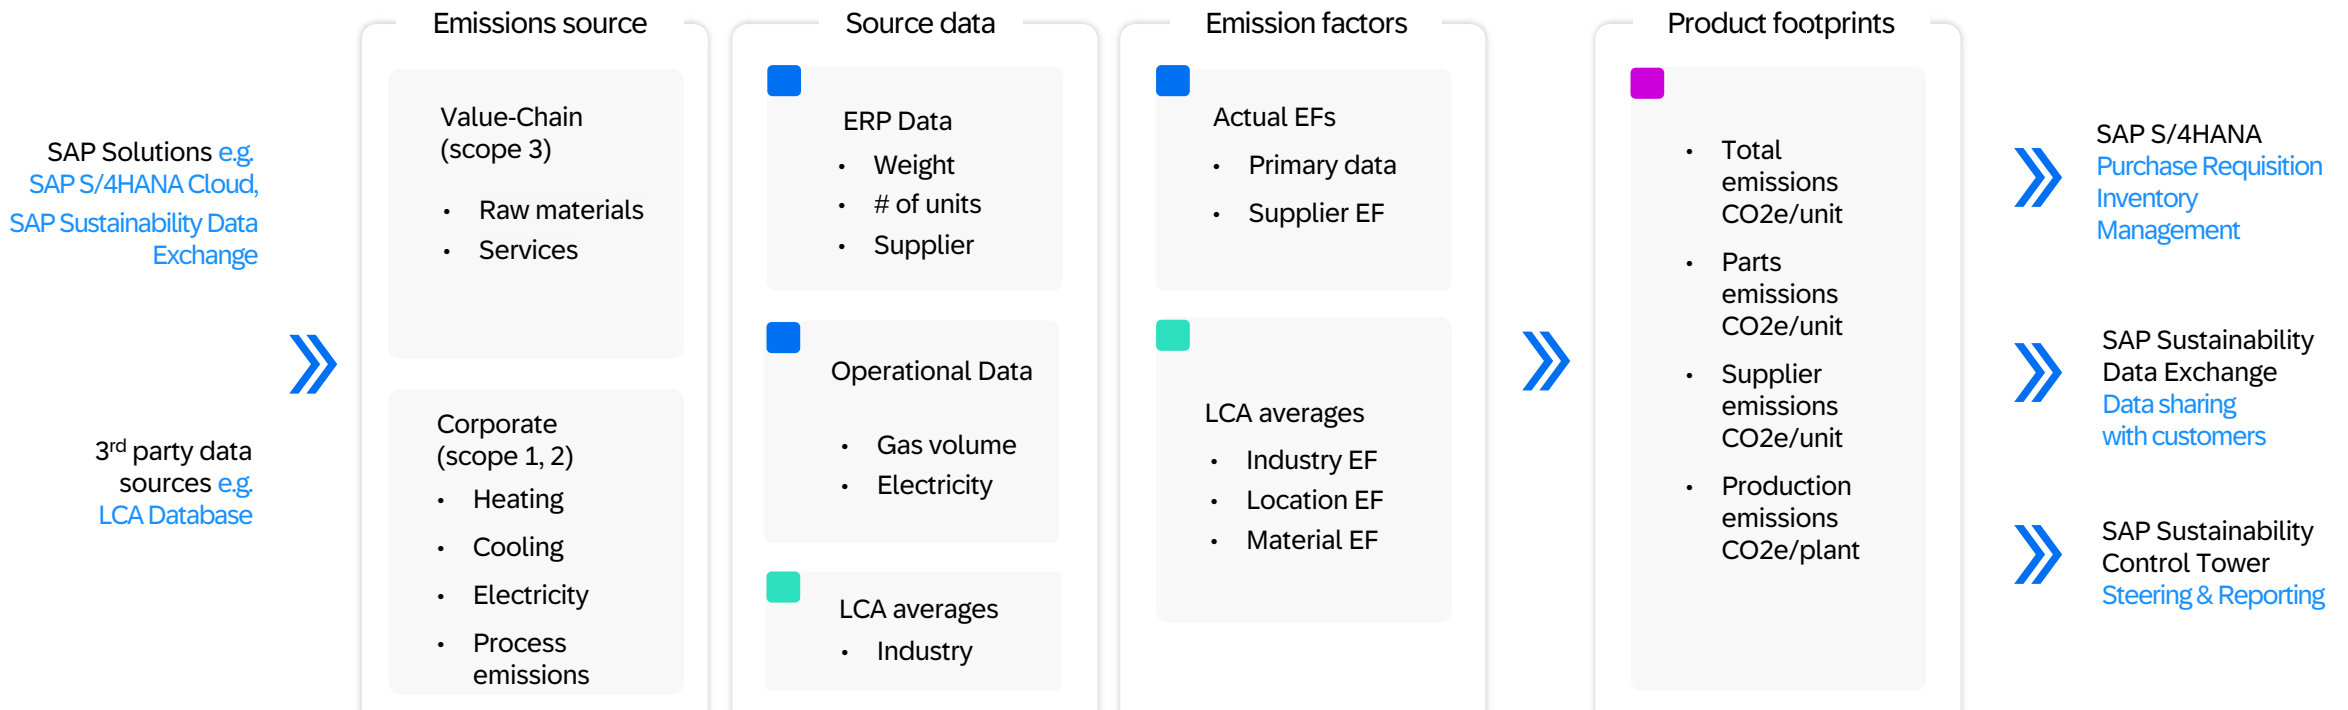 SAP Solutions e.g.
SAP S/4HANA Cloud,
SAP Sustainability Data
Exchange
3rd party data
sources e.g.
LCA Database
Emissions source
Value-Chain
(scope 3)
• Raw materials
• Services
Corporate
(scope 1, 2)
• Heating
• Cooling
• Electricity
• Process
emissions
Source data
ERP Data
• Weight
• # of units
• Supplier
Operational Data
• Gas volume
• Electricity
LCA averages
• Industry
Emission factors
Actual EFs
• Primary data
• Supplier EF
LCA averages
• Industry EF
• Location EF
• Material EF
Product footprints
• Total
emissions
CO2e/unit
• Parts
emissions
CO2e/unit
• Supplier
emissions
CO2e/unit
• Production
emissions
CO2e/plant
SAP S/4HANA
Purchase Requisition
Inventory
Management
SAP Sustainability
Data Exchange
Data sharing
with customers
SAP Sustainability
Control Tower
Steering & Reporting